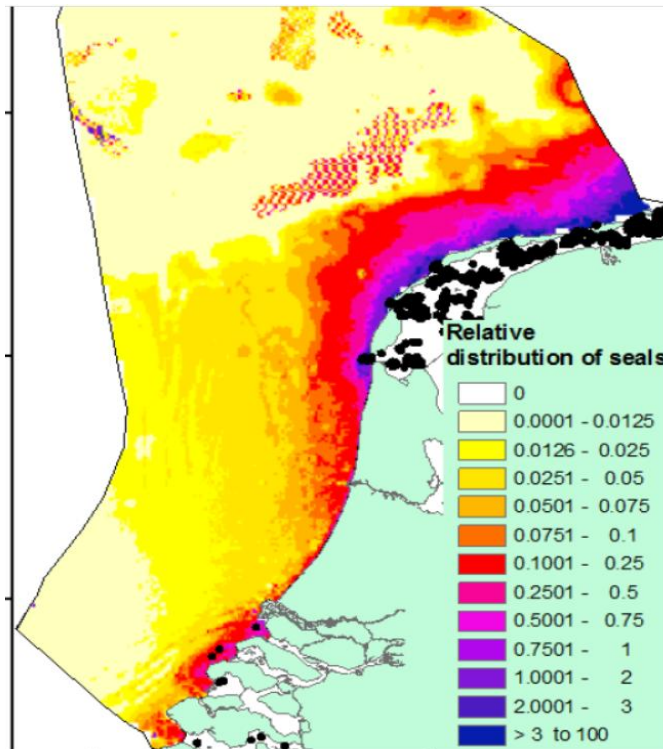 Relative
distribution of seals
0
0.0001 - 0.0125
0.0126 - 0.025
0.0251 - 0.05
0.0501 - 0.075
0.0751 - 0.1
0.1001 - 0.25
0.2501 - 0.5
0.5001 - 0.75
0.7501 - 1
1.0001 - 2
2.0001 - 3
> 3 to 100